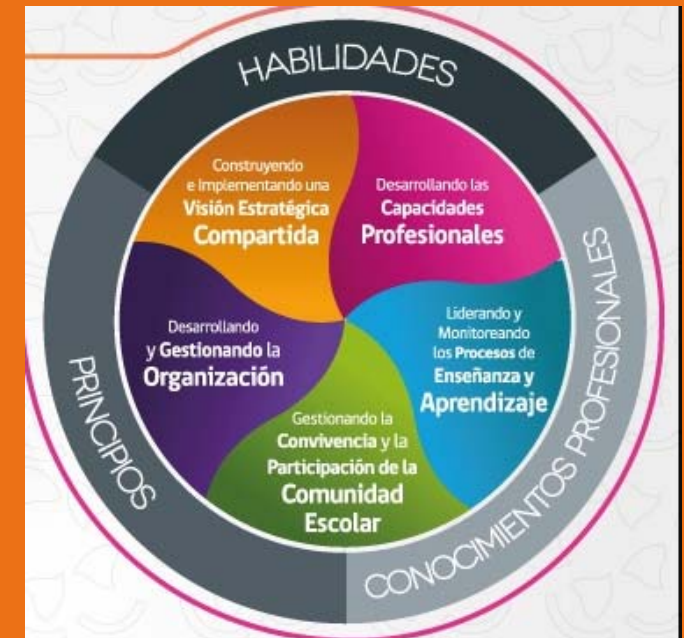 HABILIDADES
Construyendo
e Implementando una
Visión Estratégica
Compartida
Desarrollando las
Capacidades
Profesionales
Liderando y
Monitoreando
los Procesos de
Enseñanza y
Aprendizaje
Gestionando la
Convivencia y la
Participación de la
Comunidad
Escolar
Desarrollando
y Gestionando la
Organización
PRINCIPIOS
CONOCIMIENTOS PROFESIONALES